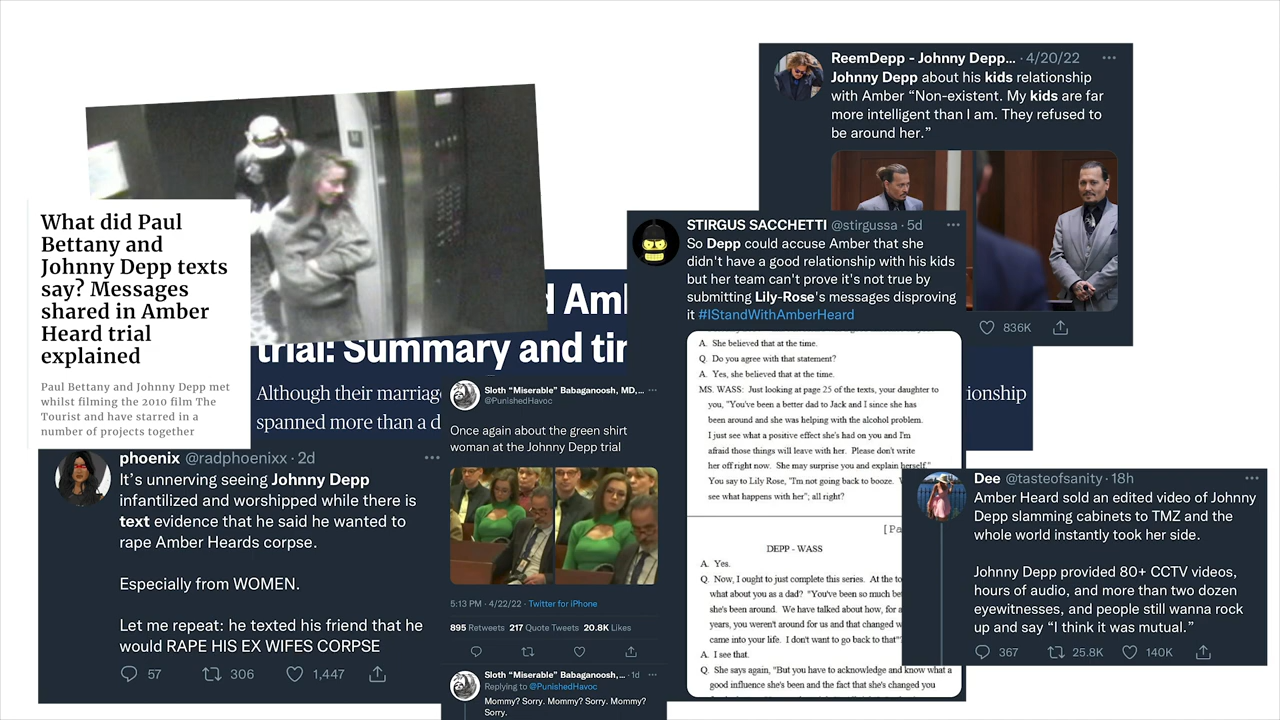 What did Paul
Bettany and
Johnny Depp texts
say? Messages
shared in Amber
Heard trial
explained
Paul Bettany and Johnny Depp met
whilst filming the 2010 film The
Tourist and have starred in a
number of projects together
d Aml
trial: Summary and tir
Although their marriag
spanned more than a d
ionship
ReemDepp - Johnny Depp... · 4/20/22
Johnny Depp about his kids relationship
with Amber “Non-existent. My kids are far
more intelligent than I am. They refused to
be around her.”
836K
STIRGUS SACCHETTI @stirgussa · 5d
So Depp could accuse Amber that she
didn't have a good relationship with his kids
but her team can't prove it's not true by
submitting Lily-Rose's messages disproving
it #IStandWithAmberHeard
A. She believed that at the time.
Q. Do you agree with that statement?
A. Yes, she believed that at the time.
MS. WASS: Just looking at page 25 of the texts, your daughter to
you, "You've been a better dad to Jack and I since she has
been around and she was helping with the alcohol problem.
I just see what a positive effect she's had on you and I'm
afraid those things will leave with her. Please don't write
her off right now. She may surprise you and explain herself."
You say to Lily Rose, "I'm not going back to booze.
see what happens with her"; all right?
[Pa
DEPP - WASS
A. Yes.
Q. Now, I ought to just complete this series. At the to
what about you as a dad? "You've been so much be
she's been around. We have talked about how, for a
years, you weren't around for us and that changed w
came into your life. I don't want to go back to that"
A. I see that.
Q. She says again, "But you have to acknowledge and know what a
good influence she's been and the fact that she's changed you
phoenix @radphoenixx · 2d
It's unnerving seeing Johnny Depp
infantilized and worshipped while there is
text evidence that he said he wanted to
rape Amber Heards corpse.
Especially from WOMEN.
Let me repeat: he texted his friend that he
would RAPE HIS EX WIFES CORPSE
57 306 1,447
Sloth “Miserable” Babaganoosh, MD,...
@PunishedHavoc
Once again about the green shirt
woman at the Johnny Depp trial
5:13 PM · 4/22/22 · Twitter for iPhone
895 Retweets 217 Quote Tweets 20.8K Likes
Sloth “Miserable” Babaganoosh,... · 1d
Replying to @PunishedHavoc
Mommy? Sorry. Mommy? Sorry. Mommy?
Sorry.
Dee @tasteofsanity · 18h
Amber Heard sold an edited video of Johnny
Depp slamming cabinets to TMZ and the
whole world instantly took her side.
Johnny Depp provided 80+ CCTV videos,
hours of audio, and more than two dozen
eyewitnesses, and people still wanna rock
up and say “I think it was mutual.”
367 25.8K 140K